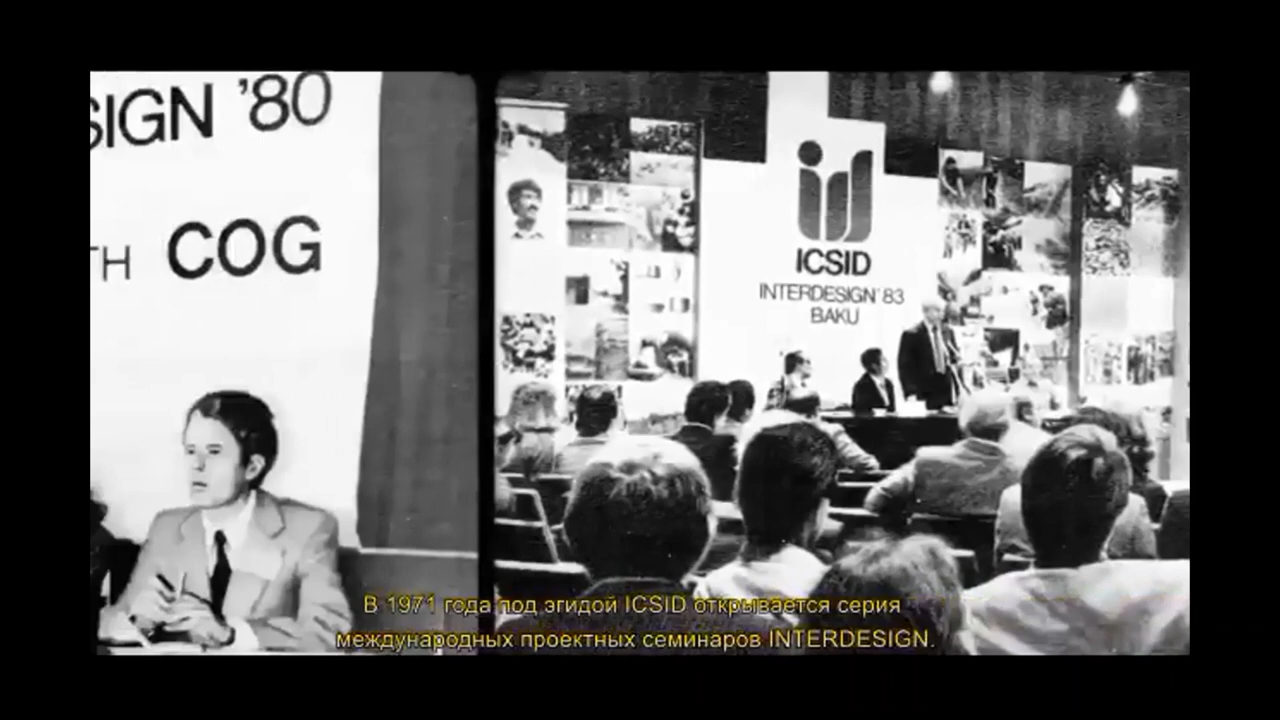 SIGN '80
TH COG
id
ICSID
INTERDESIGN'83
BAKU
В 1971 года под эгидой ICSID открывается серия
международных проектных семинаров INTERDESIGN.